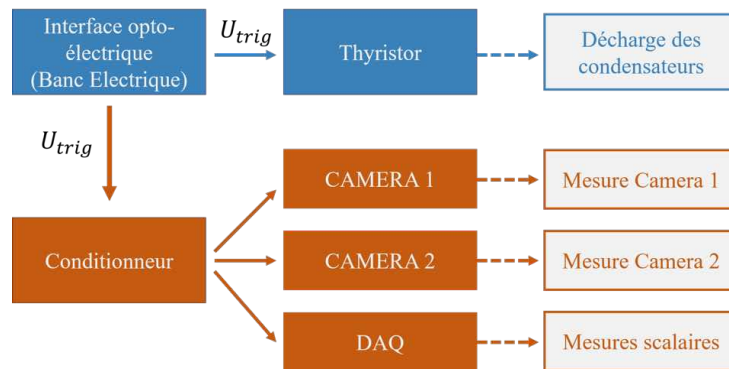 Interface opto-
électrique
(Banc Electrique)
U_trig
Thyristor
Décharge des
condensateurs
U_trig
CAMERA 1
Mesure Camera 1
Conditionneur
CAMERA 2
Mesure Camera 2
DAQ
Mesures scalaires